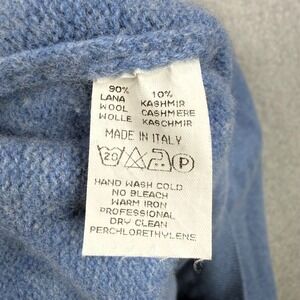 90% 10%
LANA KASHMIR
WOOL CASHMERE
WOLLE KASCHMIR
MADE IN ITALY
20 P
HAND WASH COLD
NO BLEACH
WARM IRON
PROFESSIONAL
DRY CLEAN
PERCHLORETHYLENE